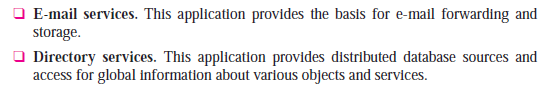 ❑ E-mail services. This application provides the basis for e-mail forwarding and
storage.
❑ Directory services. This application provides distributed database sources and
access for global information about various objects and services.